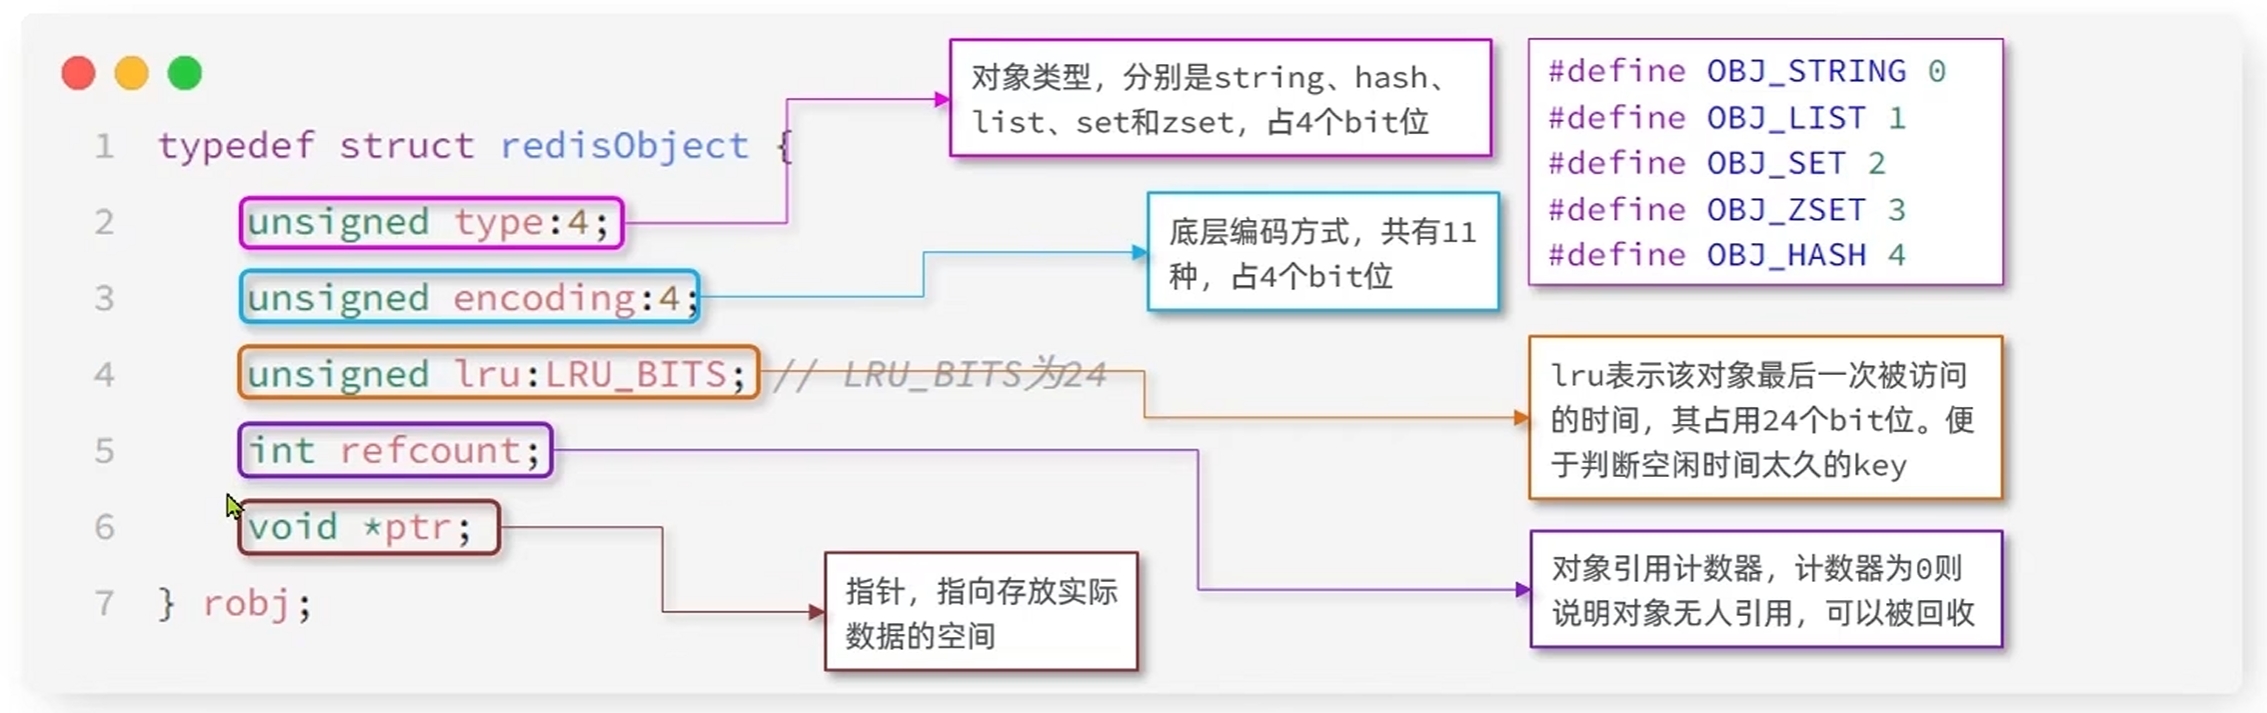 1 typedef struct redisObject {
2 unsigned type:4;
3 unsigned encoding:4;
4 unsigned lru:LRU_BITS; // LRU_BITS为24
5 int refcount;
6 void *ptr;
7 } robj;
对象类型，分别是string、hash、
list、set和zset，占4个bit位
#define OBJ_STRING 0
#define OBJ_LIST 1
#define OBJ_SET 2
#define OBJ_ZSET 3
#define OBJ_HASH 4
底层编码方式，共有11
种，占4个bit位
lru表示该对象最后一次被访问
的时间，其占用24个bit位。便
于判断空闲时间太久的key
对象引用计数器，计数器为0则
说明对象无人引用，可以被回收
指针，指向存放实际
数据的空间